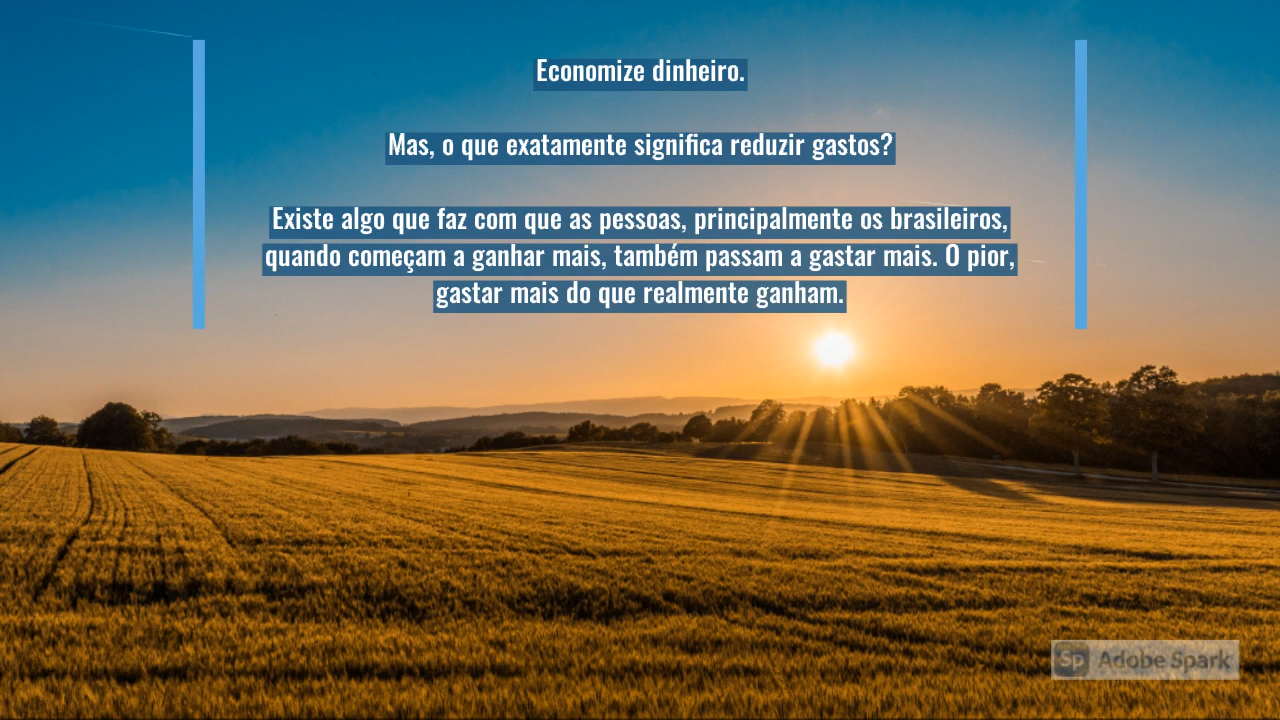 Economize dinheiro.
Mas, o que exatamente significa reduzir gastos?
Existe algo que faz com que as pessoas, principalmente os brasileiros,
quando começam a ganhar mais, também passam a gastar mais. O pior,
gastar mais do que realmente ganham.
Sp Adobe Spark